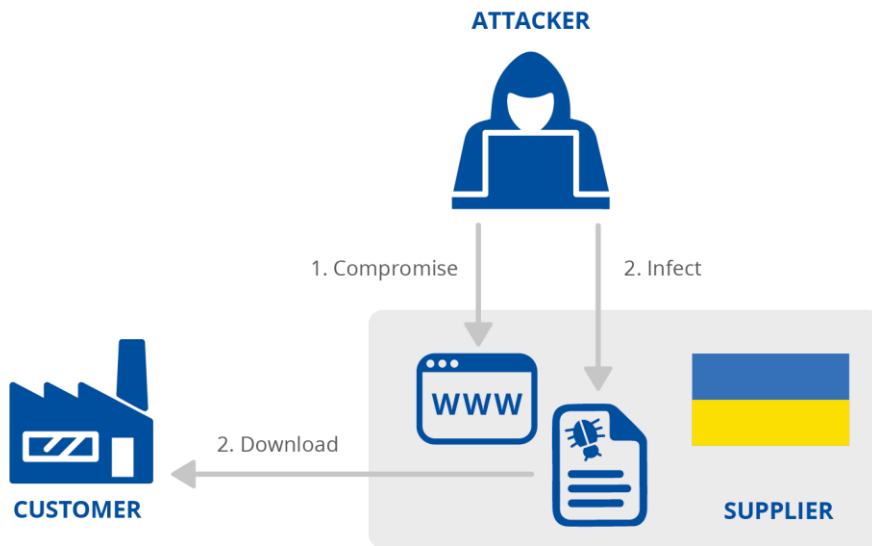 ATTACKER
1. Compromise
2. Infect
WWW
2. Download
CUSTOMER
SUPPLIER